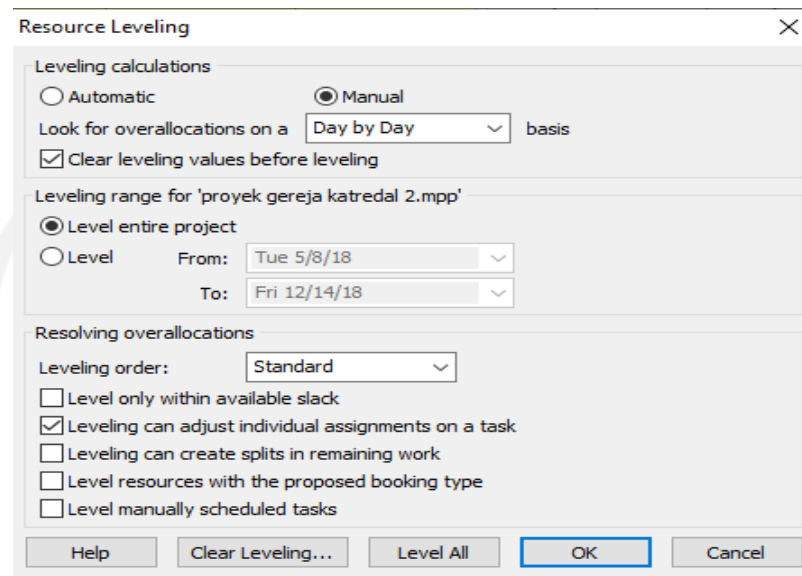 Resource Leveling
Leveling calculations
Automatic Manual
Look for overallocations on a Day by Day basis
Clear leveling values before leveling
Leveling range for 'proyek gereja katredal 2.mpp'
Level entire project
Level From: Tue 5/8/18
To: Fri 12/14/18
Resolving overallocations
Leveling order: Standard
Level only within available slack
Leveling can adjust individual assignments on a task
Leveling can create splits in remaining work
Level resources with the proposed booking type
Level manually scheduled tasks
Help Clear Leveling... Level All OK Cancel